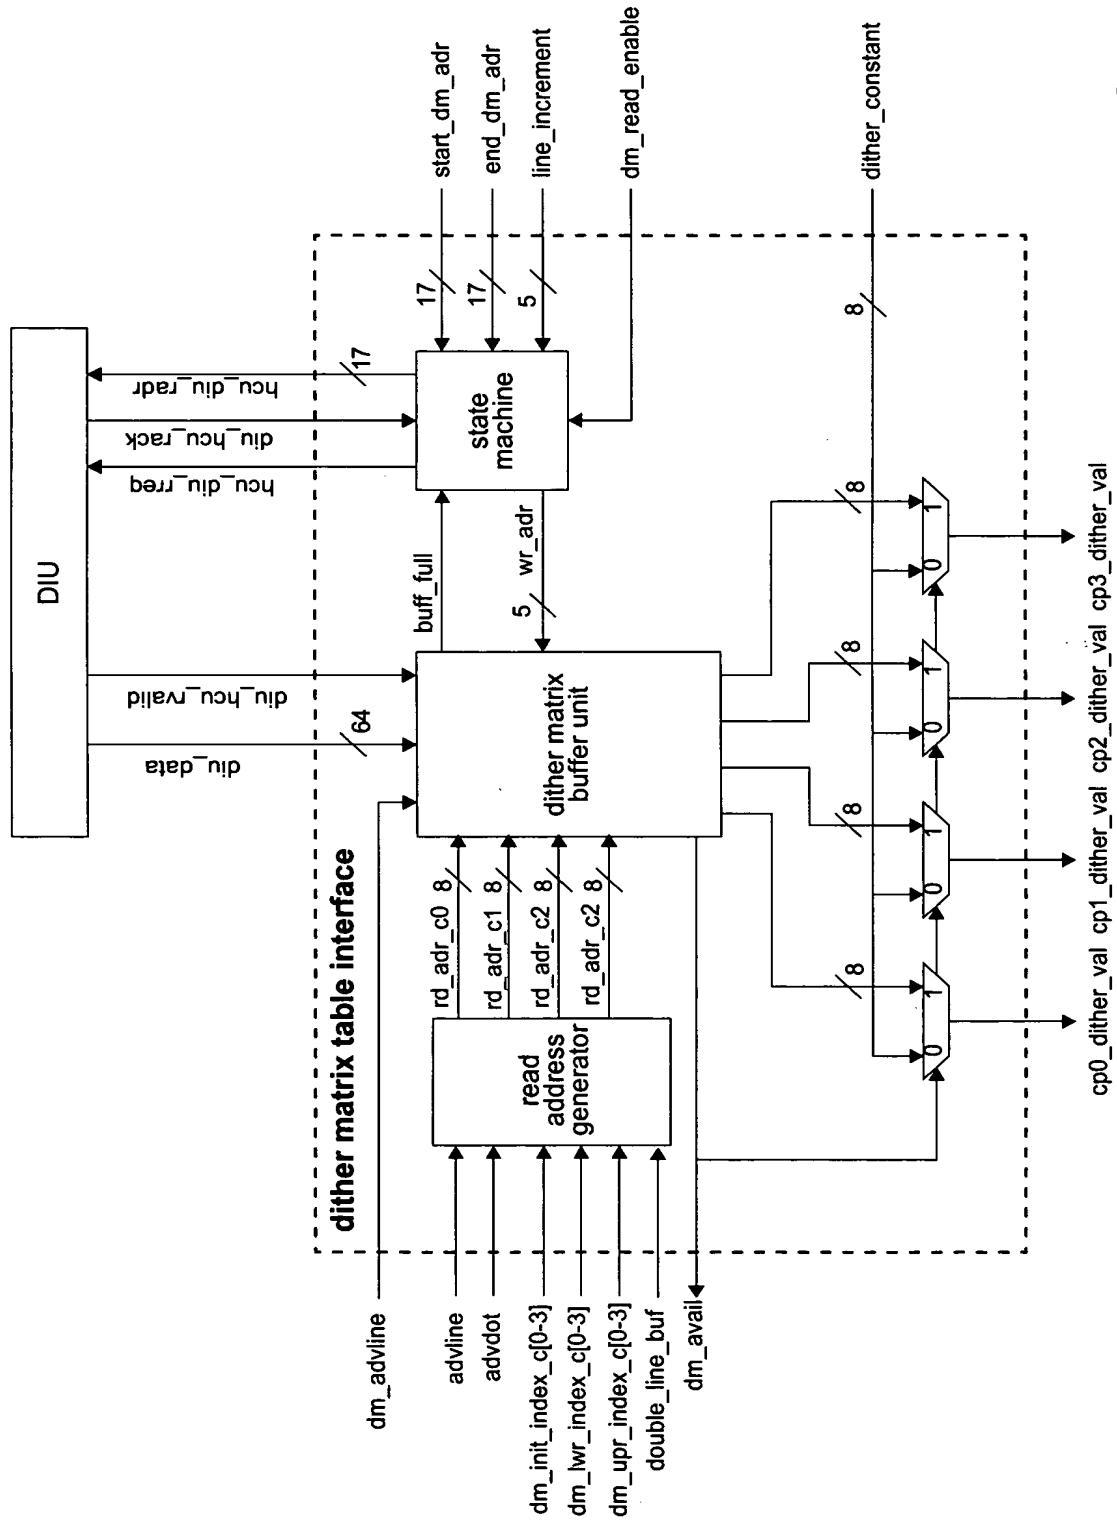 DIU
diu_data
64
diu_hcu_rvalid
hcu_diu_rreq
diu_hcu_rack
hcu_diu_radr
17
dither matrix table interface
dm_advline
advline
advdot
dm_init_index_c[0-3]
dm_lwr_index_c[0-3]
dm_upr_index_c[0-3]
double_line_buf
dm_avail
read
address
generator
rd_adr_c0
8
rd_adr_c1
8
rd_adr_c2
8
rd_adr_c2
8
dither matrix
buffer unit
buff_full
wr_adr
5
state
machine
17
start_dm_adr
17
end_dm_adr
5
line_increment
dm_read_enable
8
dither_constant
8
8
8
8
0 1
0 1
0 1
0 1
cp0_dither_val cp1_dither_val cp2_dither_val cp3_dither_val